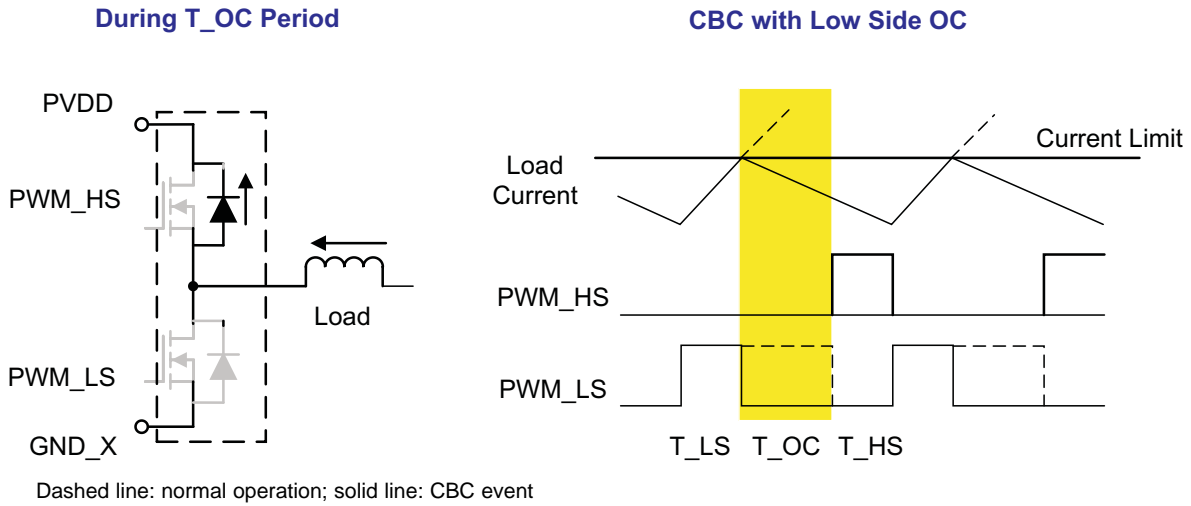 During T_OC Period
PVDD
PWM_HS
Load
PWM_LS
GND_X
CBC with Low Side OC
Current Limit
Load
Current
PWM_HS
PWM_LS
T_LS T_OC T_HS
Dashed line: normal operation; solid line: CBC event